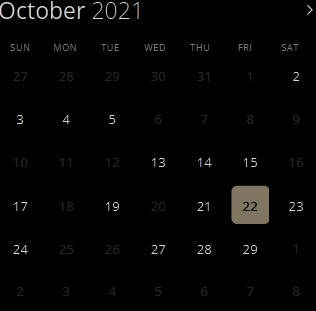 October 2021
SUN MON TUE WED THU FRI SAT
27 28 29 30 31 1 2
3 4 5 6 7 8 9
10 11 12 13 14 15 16
17 18 19 20 21 22 23
24 25 26 27 28 29 1
2 3 4 5 6 7 8